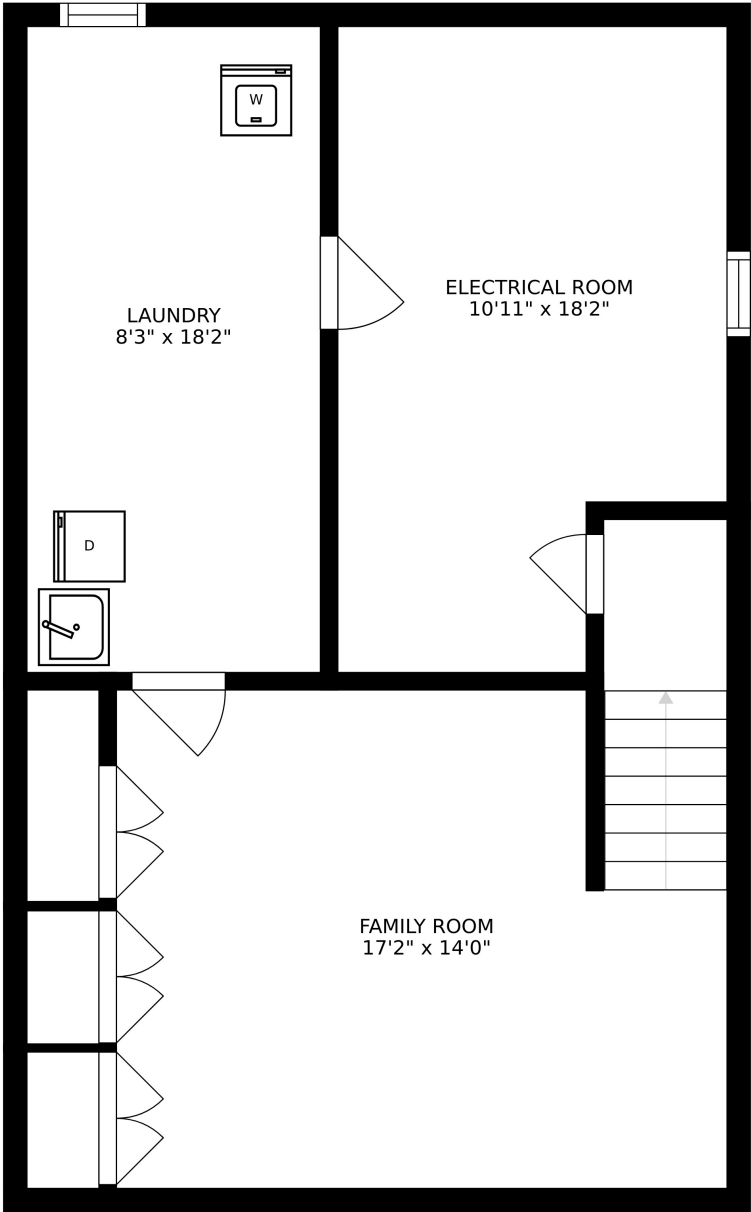 W
ELECTRICAL ROOM
10'11" x 18'2"
LAUNDRY
8'3" x 18'2"
D
FAMILY ROOM
17'2" x 14'0"